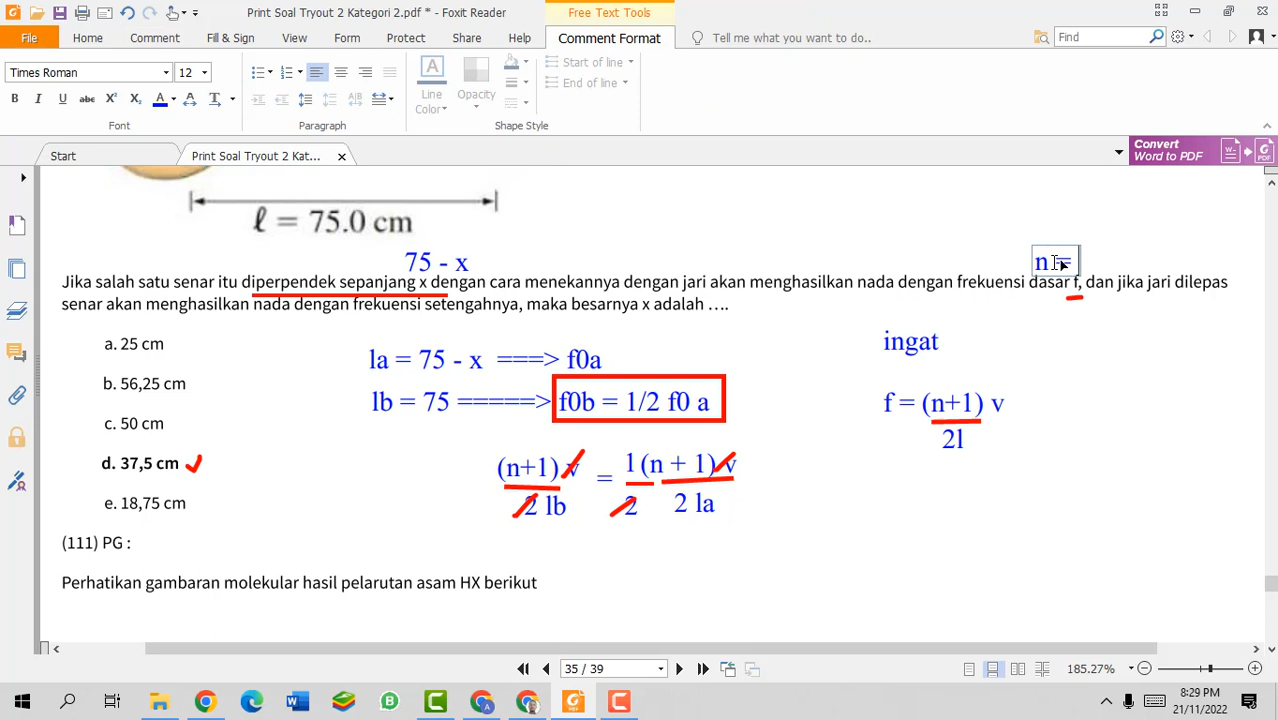 Print Soal Tryout 2 Kategori 2.pdf * - Foxit Reader
Free Text Tools
File Home Comment Fill & Sign View Form Protect Share Help Comment Format Tell me what you want to do.. Find
Times Roman 12
Start of line
End of line
Line Color
Opacity
Font Paragraph Shape Style
Start
Print Soal Tryout 2 Kat...
Convert
Word to PDF
ℓ = 75.0 cm
75 - x
n =
Jika salah satu senar itu diperpendek sepanjang x dengan cara menekannya dengan jari akan menghasilkan nada dengan frekuensi dasar f, dan jika jari dilepas
senar akan menghasilkan nada dengan frekuensi setengahnya, maka besarnya x adalah ….
a. 25 cm
b. 56,25 cm
c. 50 cm
d. 37,5 cm
e. 18,75 cm
la = 75 - x ===> f0a
lb = 75 =====> f0b = 1/2 f0 a
(n+1) v = 1 (n + 1) v
2 lb 2 2 la
ingat
f = (n+1) v
2l
(111) PG :
Perhatikan gambaran molekular hasil pelarutan asam HX berikut
35 / 39
185.27%
8:29 PM
21/11/2022